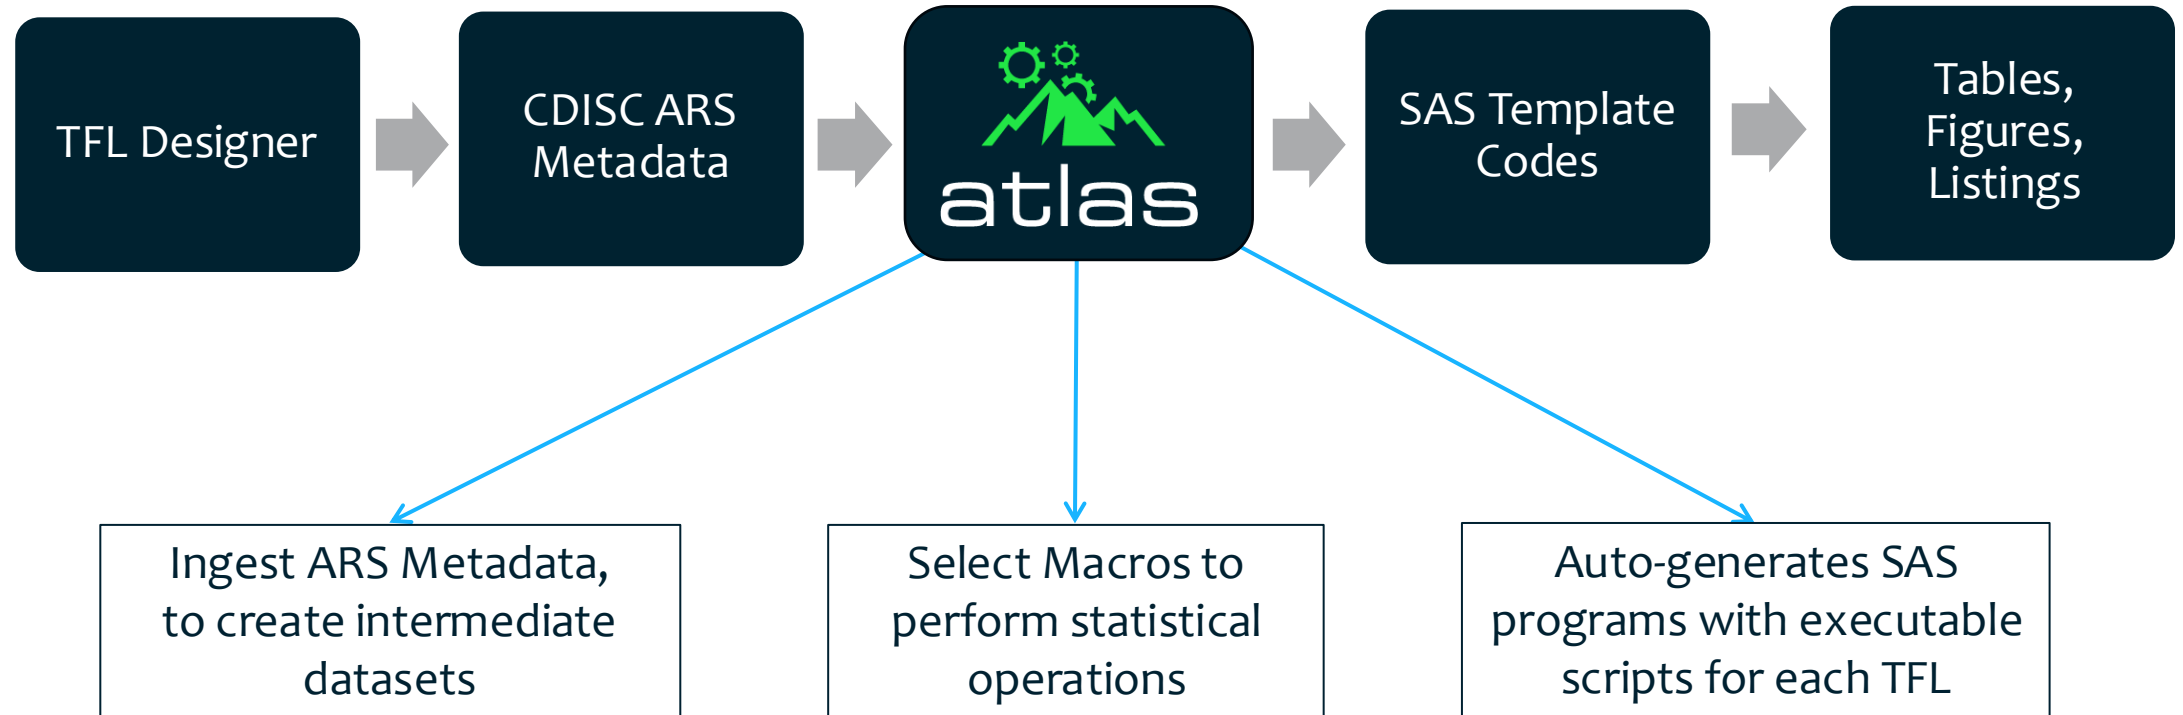 TFL Designer
CDISC ARS
Metadata
atlas
SAS Template
Codes
Tables,
Figures,
Listings
Ingest ARS Metadata,
to create intermediate
datasets
Select Macros to
perform statistical
operations
Auto-generates SAS
programs with executable
scripts for each TFL